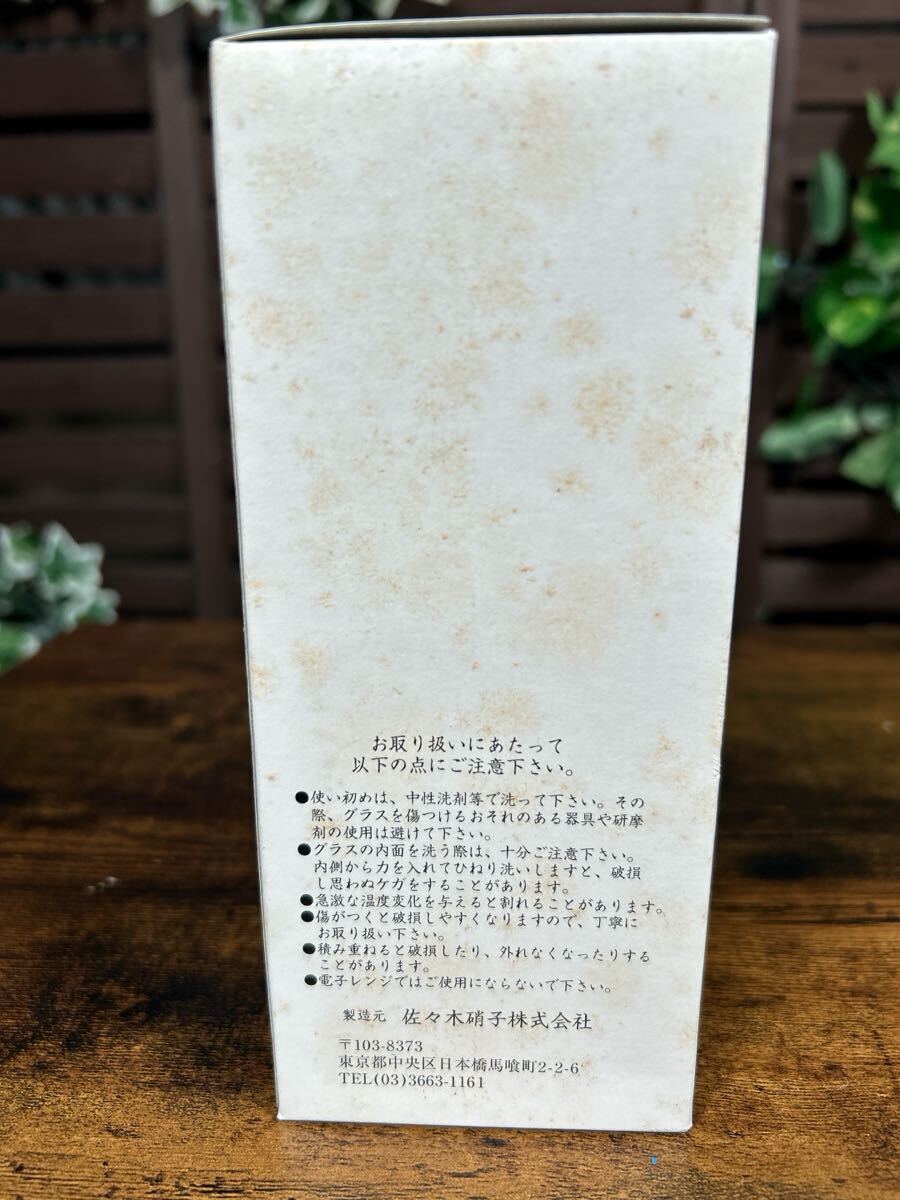 お取り扱いにあたって
以下の点にご注意下さい。
●使い初めは、中性洗剤等で洗って下さい。その
際、グラスを傷つけるおそれのある器具や研磨
剤の使用は避けて下さい。
●グラスの内面を洗う際は、十分ご注意下さい。
内側から力を入れてひねり洗いしますと、破損
し思わぬケガをすることがあります。
●急激な温度変化を与えると割れることがあります。
●傷がつくと破損しやすくなりますので、丁寧に
お取り扱い下さい。
●積み重ねると破損したり、外れなくなったりする
ことがあります。
●電子レンジではご使用にならないで下さい。
製造元 佐々木硝子株式会社
〒103-8373
東京都中央区日本橋馬喰町2-2-6
TEL(03)3663-1161